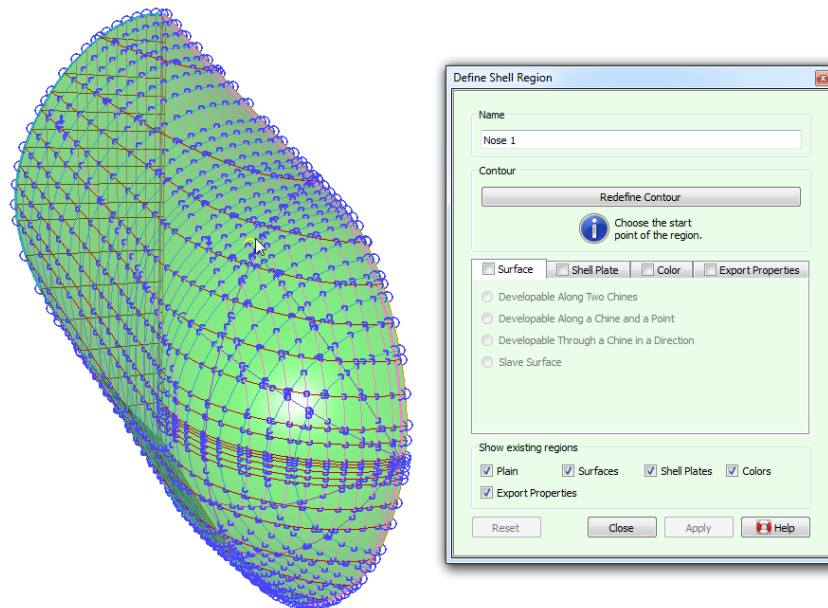 Define Shell Region
Name
Nose 1
Contour
Redefine Contour
Choose the start
point of the region.
Surface Shell Plate Color Export Properties
Developable Along Two Chines
Developable Along a Chine and a Point
Developable Through a Chine in a Direction
Slave Surface
Show existing regions
Plain Surfaces Shell Plates Colors
Export Properties
Reset Close Apply Help